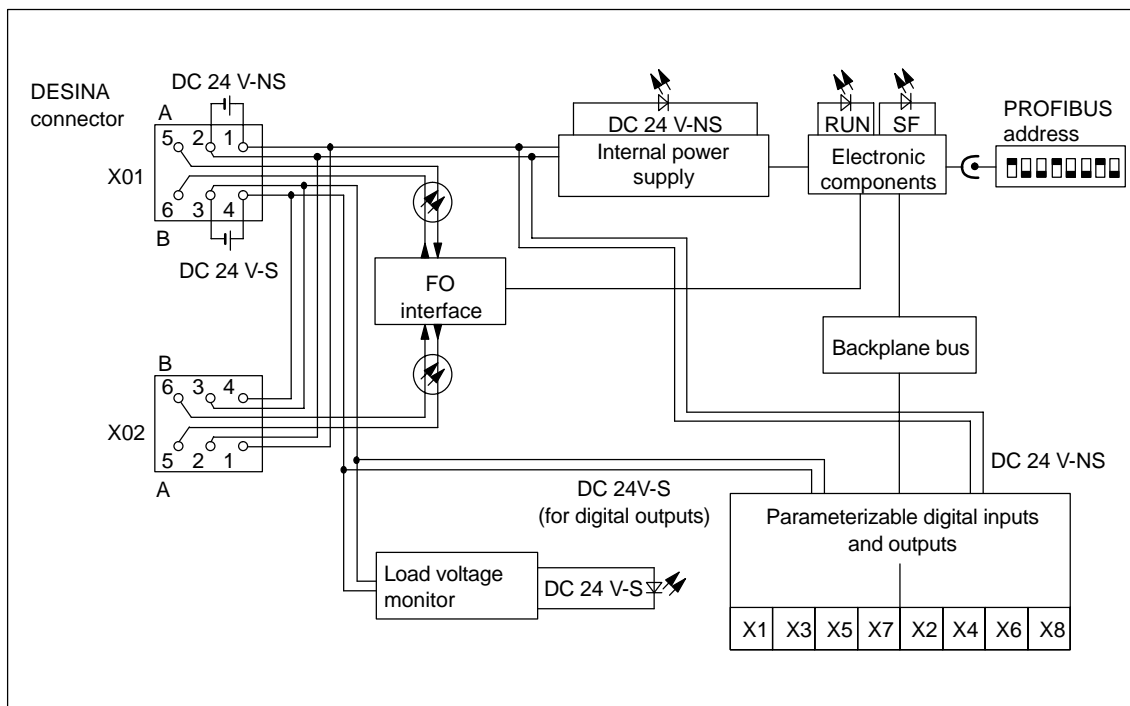 DESINA
connector
DC 24 V-NS
A
5 2 1
X01
6 3 4
B
DC 24 V-S
DC 24 V-NS
Internal power
supply
RUN
SF
Electronic
components
PROFIBUS
address
FO
interface
Backplane bus
B
6 3 4
X02
5 2 1
A
DC 24V-S
(for digital outputs)
DC 24 V-NS
Load voltage
monitor
DC 24 V-S
Parameterizable digital inputs
and outputs
X1 X3 X5 X7 X2 X4 X6 X8